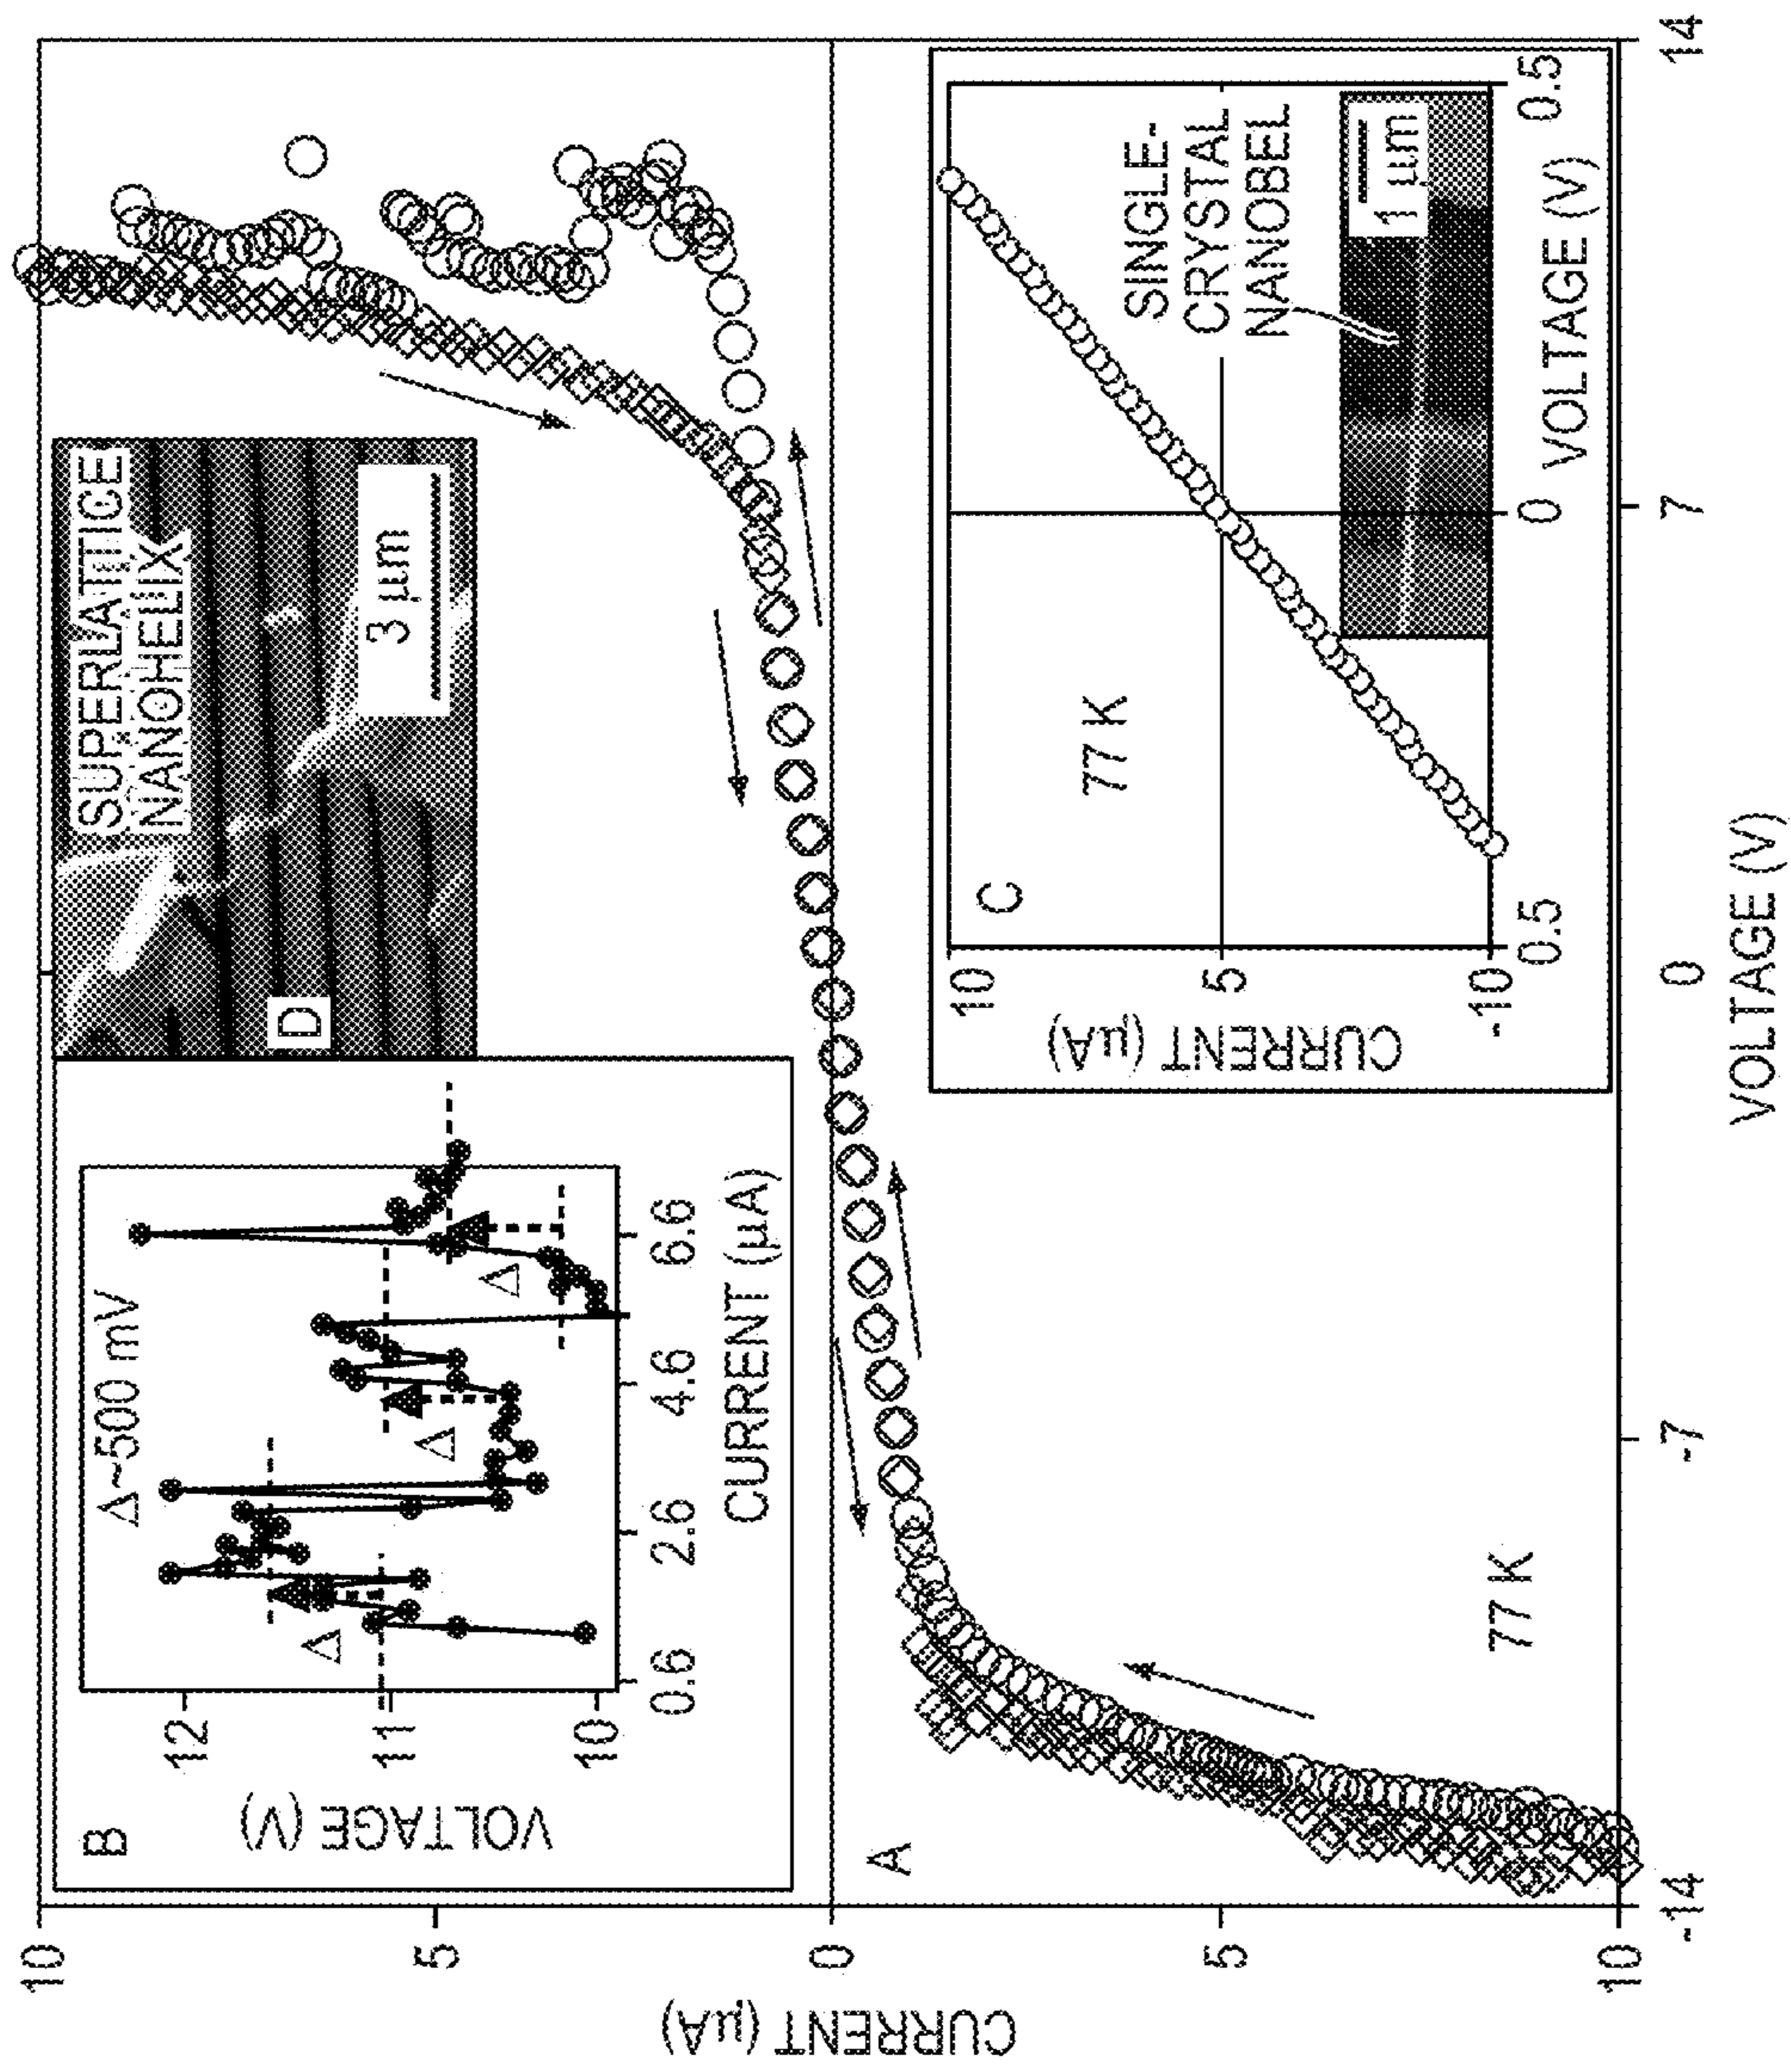 CURRENT (μA)
10
5
0
5
10
B
VOLTAGE (V)
12
11
10
Δ~500 mV
Δ
Δ
Δ
0.6
2.6
4.6
6.6
CURRENT (μA)
SUPERLATTICE
NANOHELIX
D
3 μm
A
77 K
C
CURRENT (μA)
10
5
-10
77 K
SINGLE-
CRYSTAL
NANOBEL
1 μm
0.5
0
0.5
VOLTAGE (V)
-14
-7
0
7
14
VOLTAGE (V)